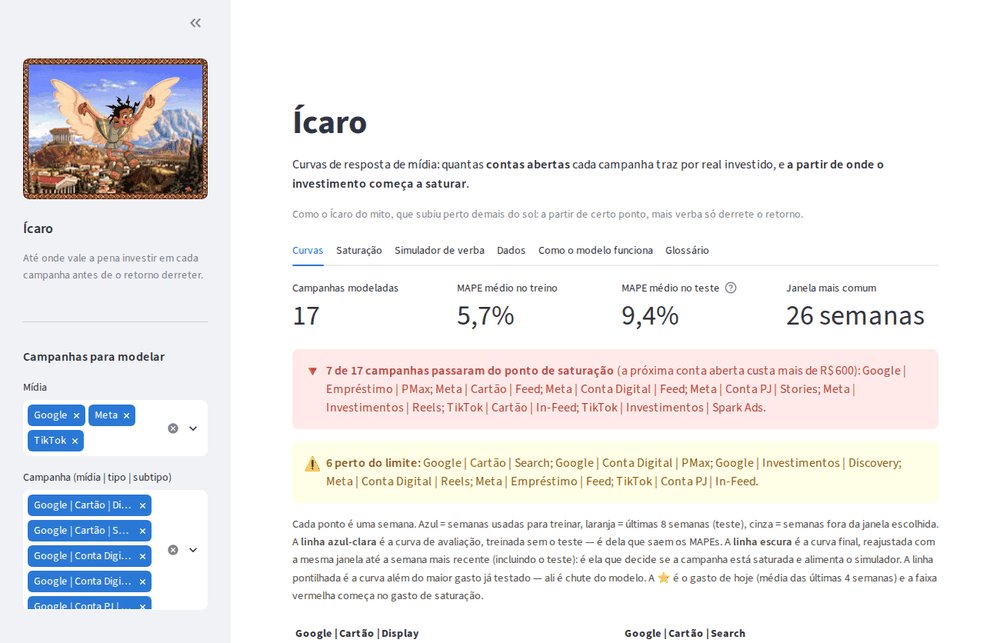 Ícaro
Até onde vale a pena investir em cada
campanha antes de o retorno derreter.
Campanhas para modelar
Mídia
Google ×
Meta ×
TikTok ×
Campanha (mídia | tipo | subtipo)
Google | Cartão | Di... ×
Google | Cartão | S... ×
Google | Conta Digi... ×
Google | Conta Digi... ×
Google | Conta PJ | ... ×
Ícaro
Curvas de resposta de mídia: quantas contas abertas cada campanha traz por real investido, e a partir de onde o
investimento começa a saturar.
Como o Ícaro do mito, que subiu perto demais do sol: a partir de certo ponto, mais verba só derrete o retorno.
Curvas Saturação Simulador de verba Dados Como o modelo funciona Glossário
Campanhas modeladas
17
MAPE médio no treino
5,7%
MAPE médio no teste
9,4%
Janela mais comum
26 semanas
7 de 17 campanhas passaram do ponto de saturação (a próxima conta aberta custa mais de R$ 600): Google |
Empréstimo | PMax; Meta | Cartão | Feed; Meta | Conta Digital | Feed; Meta | Conta PJ | Stories; Meta |
Investimentos | Reels; TikTok | Cartão | In-Feed; TikTok | Investimentos | Spark Ads.
6 perto do limite: Google | Cartão | Search; Google | Conta Digital | PMax; Google | Investimentos | Discovery;
Meta | Conta Digital | Reels; Meta | Empréstimo | Feed; TikTok | Conta PJ | In-Feed.
Cada ponto é uma semana. Azul = semanas usadas para treinar, laranja = últimas 8 semanas (teste), cinza = semanas fora da janela escolhida.
A linha azul-clara é a curva de avaliação, treinada sem o teste — é dela que saem os MAPEs. A linha escura é a curva final, reajustada com
a mesma janela até a semana mais recente (incluindo o teste): é ela que decide se a campanha está saturada e alimenta o simulador. A linha
pontilhada é a curva além do maior gasto já testado — ali é chute do modelo. A ⭐ é o gasto de hoje (média das últimas 4 semanas) e a faixa
vermelha começa no gasto de saturação.
Google | Cartão | Display
Google | Cartão | Search